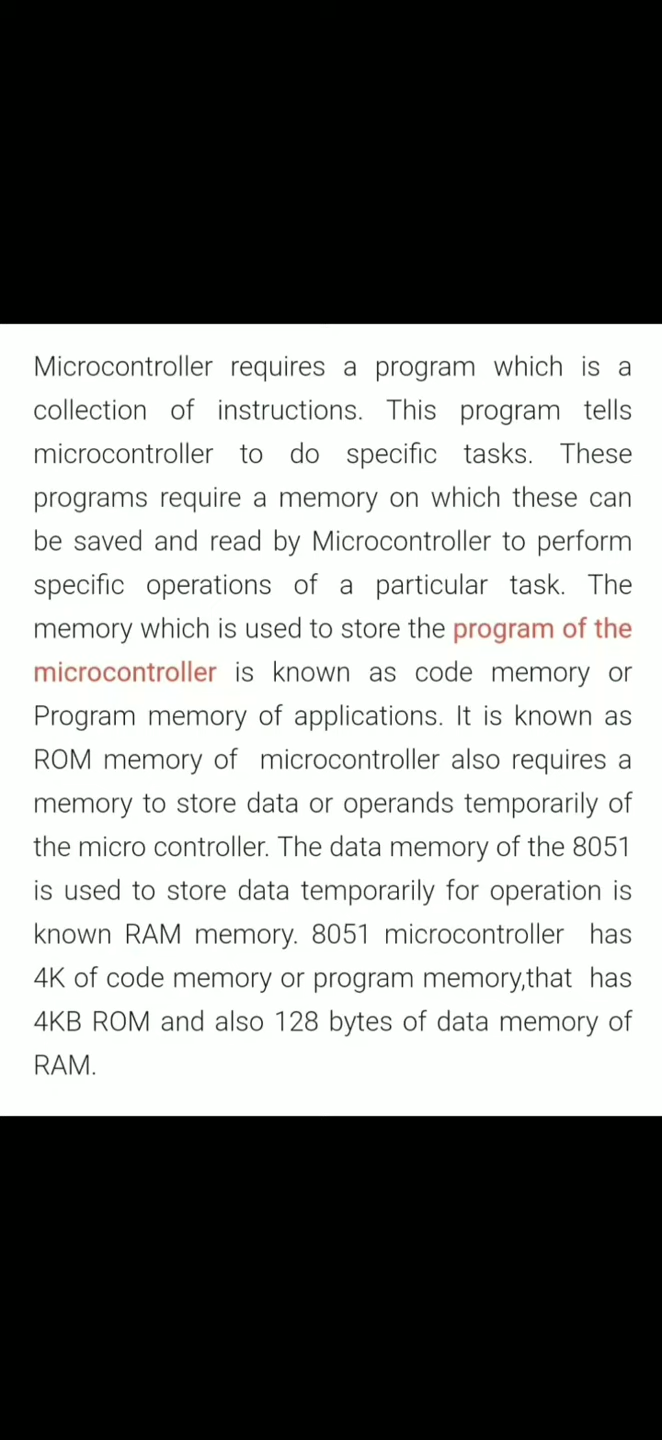 Microcontroller requires a program which is a
collection of instructions. This program tells
microcontroller to do specific tasks. These
programs require a memory on which these can
be saved and read by Microcontroller to perform
specific operations of a particular task. The
memory which is used to store the program of the
microcontroller is known as code memory or
Program memory of applications. It is known as
ROM memory of microcontroller also requires a
memory to store data or operands temporarily of
the micro controller. The data memory of the 8051
is used to store data temporarily for operation is
known RAM memory. 8051 microcontroller has
4K of code memory or program memory,that has
4KB ROM and also 128 bytes of data memory of
RAM.